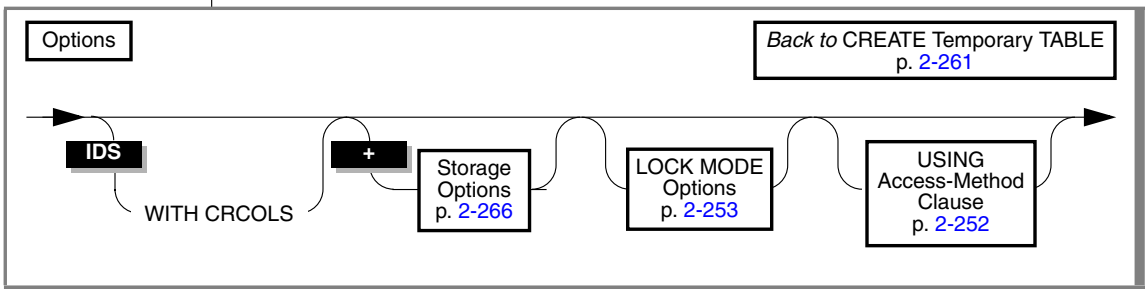 Options
Back to CREATE Temporary TABLE
p. 2-261
IDS
WITH CRCOLS
+
Storage
Options
p. 2-266
LOCK MODE
Options
p. 2-253
USING
Access-Method
Clause
p. 2-252